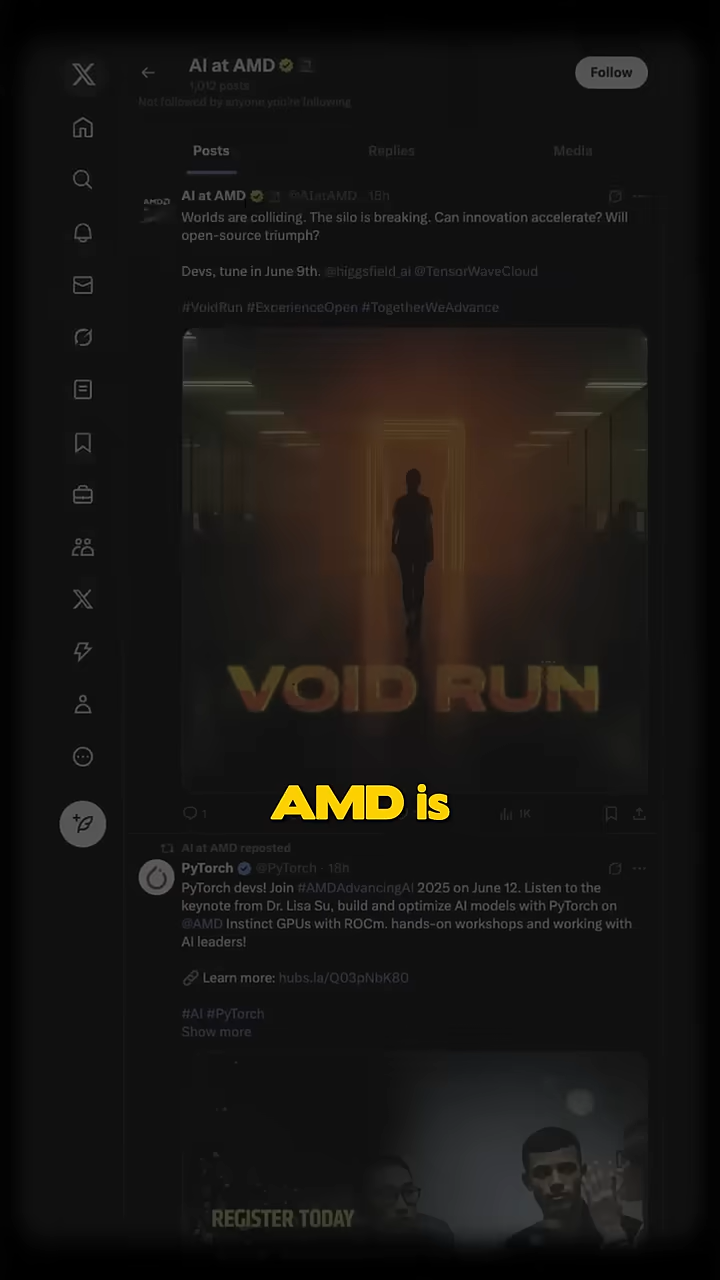 AI at AMD
1,012 posts
Not followed by anyone you're following
Follow
Posts
Replies
Media
AI at AMD @AIatAMD · 15h
Worlds are colliding. The silo is breaking. Can innovation accelerate? Will
open-source triumph?
Devs, tune in June 9th. @higgsfield_ai @TensorWaveCloud
#VoidRun #ExperienceOpen #TogetherWeAdvance
VOID RUN
AMD is
1
1K
AI at AMD reposted
PyTorch @PyTorch · 18h
PyTorch devs! Join #AMDAdvancingAI 2025 on June 12. Listen to the
keynote from Dr. Lisa Su, build and optimize AI models with PyTorch on
@AMD Instinct GPUs with ROCm. hands-on workshops and working with
AI leaders!
Learn more: hubs.la/Q03pNbK80
#AI #PyTorch
Show more
REGISTER TODAY